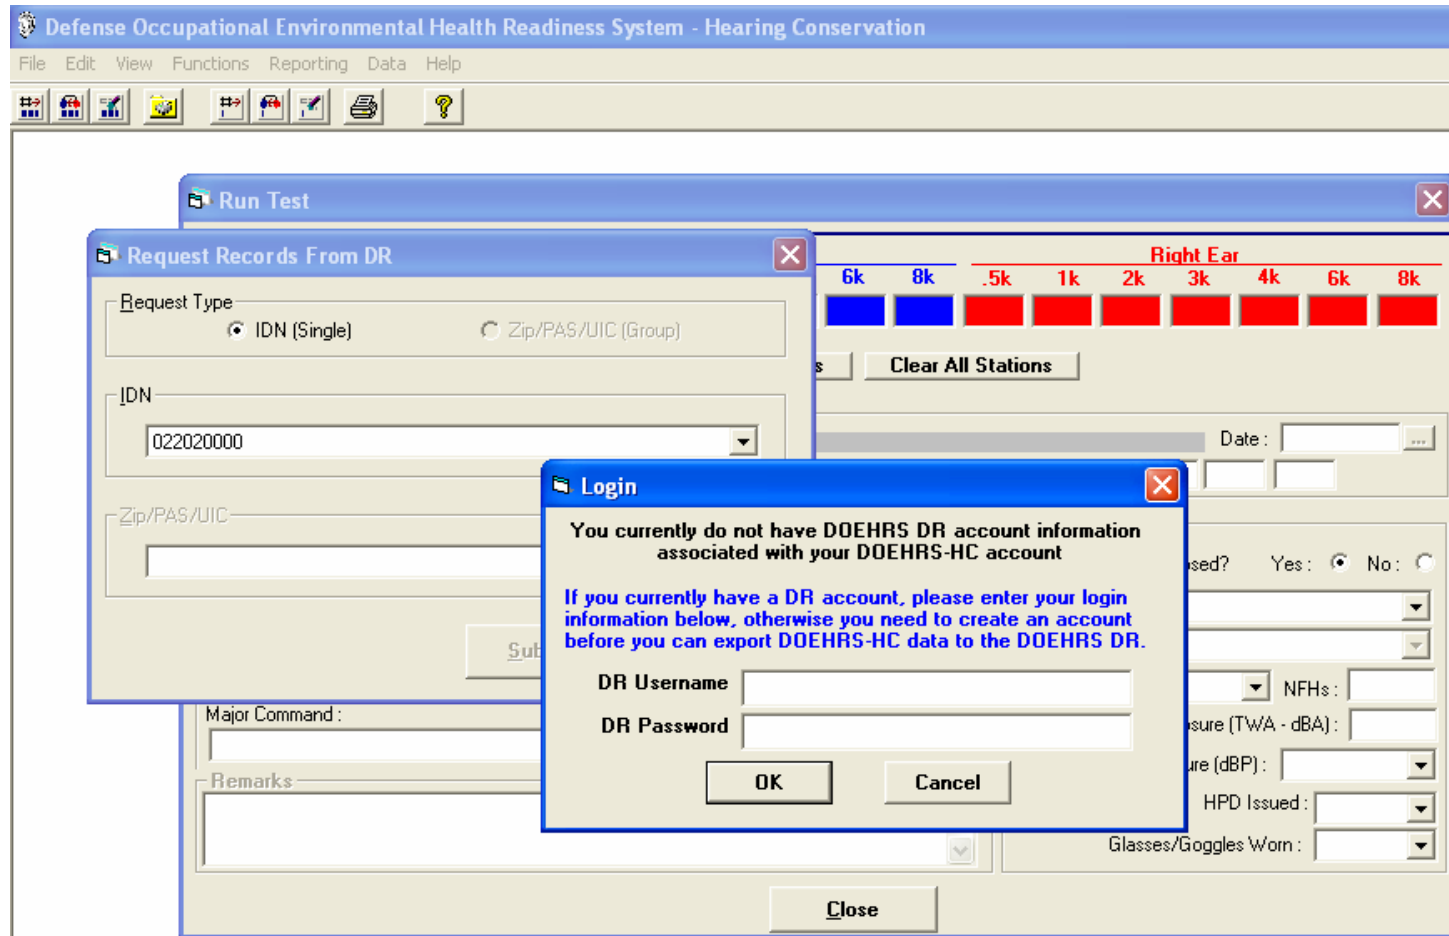 Defense Occupational Environmental Health Readiness System - Hearing Conservation
File Edit View Functions Reporting Data Help
Run Test
Request Records From DR
Right Ear
6k 8k .5k 1k 2k 3k 4k 6k 8k
Request Type
IDN (Single) Zip/PAS/UIC (Group)
Clear All Stations
IDN
022020000
Date : ...
Login
Zip/PAS/UIC
You currently do not have DOEHRS DR account information
associated with your DOEHRS-HC account
Yes : No :
If you currently have a DR account, please enter your login
information below, otherwise you need to create an account
before you can export DOEHRS-HC data to the DOEHRS DR.
DR Username
NFHs :
Major Command :
DR Password
(TWA - dBA) :
(dBP) :
Remarks
OK Cancel
HPD Issued :
Glasses/Goggles Worn :
Close